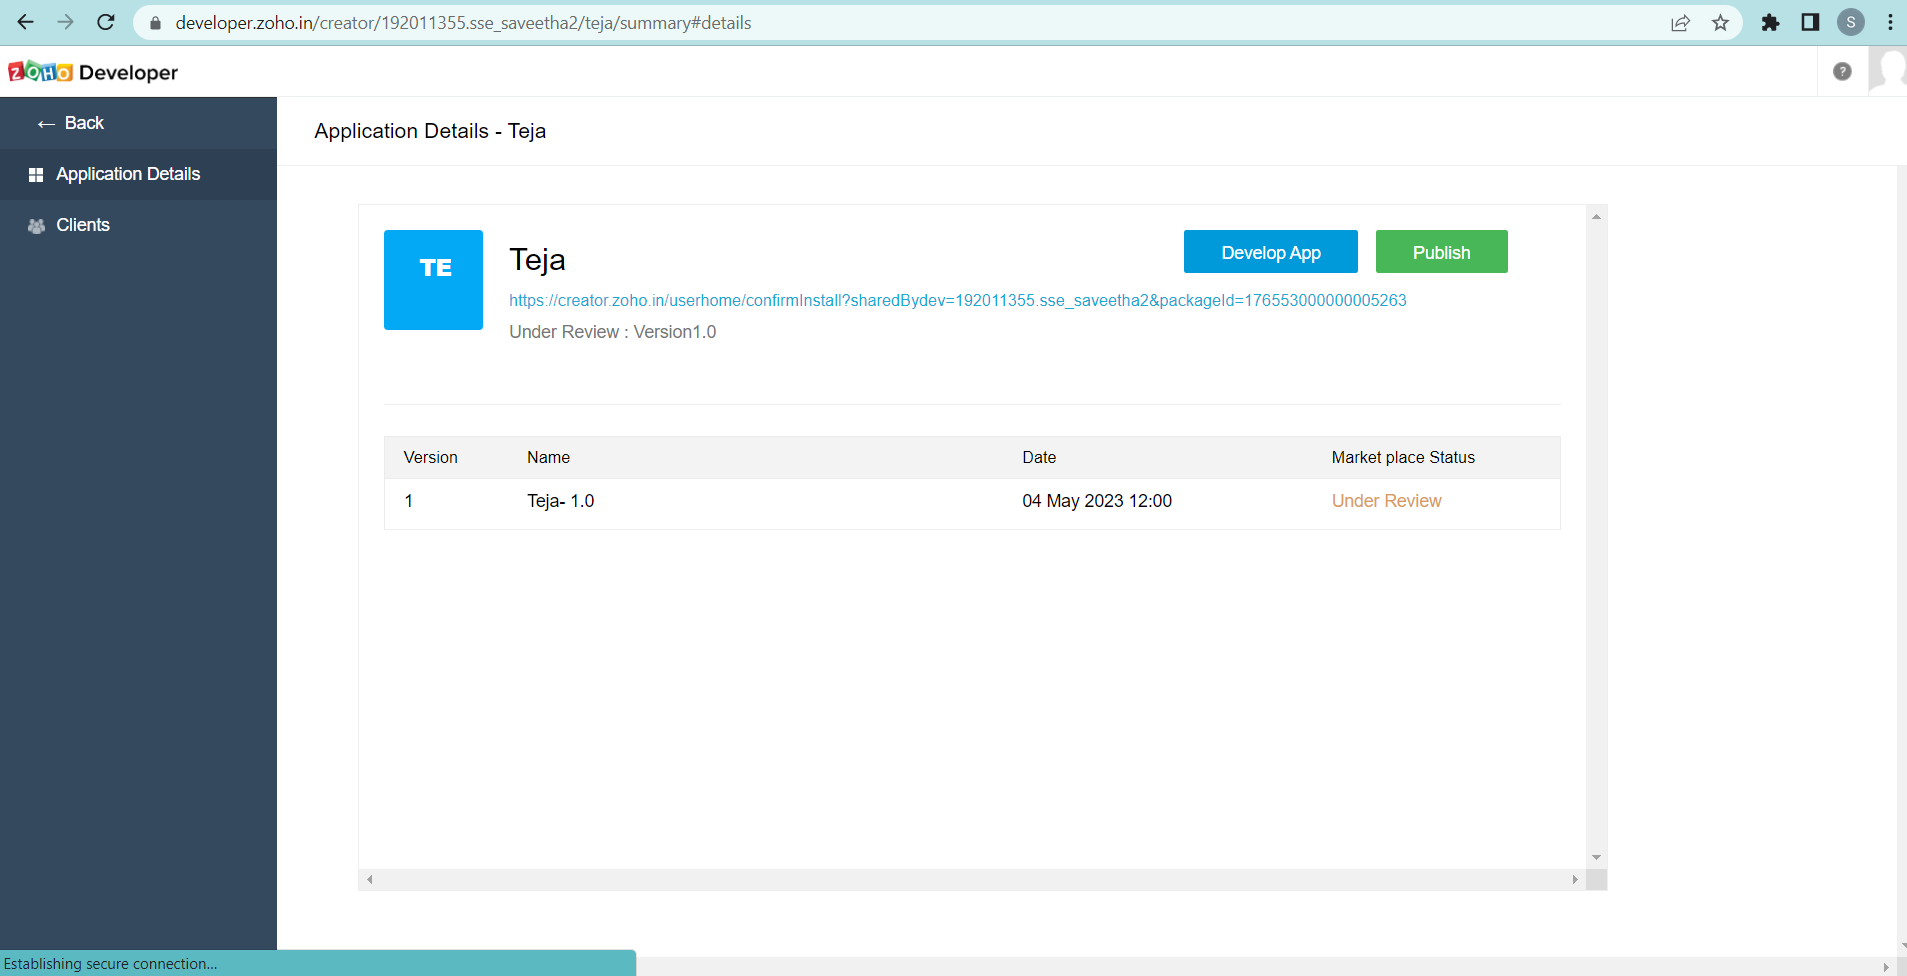 developer.zoho.in/creator/192011355.sse_saveetha2/teja/summary#details
S
ZOHO Developer
?
← Back
Application Details
Clients
Application Details - Teja
TE
Teja
Develop App
Publish
https://creator.zoho.in/userhome/confirmInstall?sharedBydev=192011355.sse_saveetha2&packageId=176553000000005263
Under Review : Version1.0
Version Name Date Market place Status
1 Teja- 1.0 04 May 2023 12:00 Under Review
Establishing secure connection...